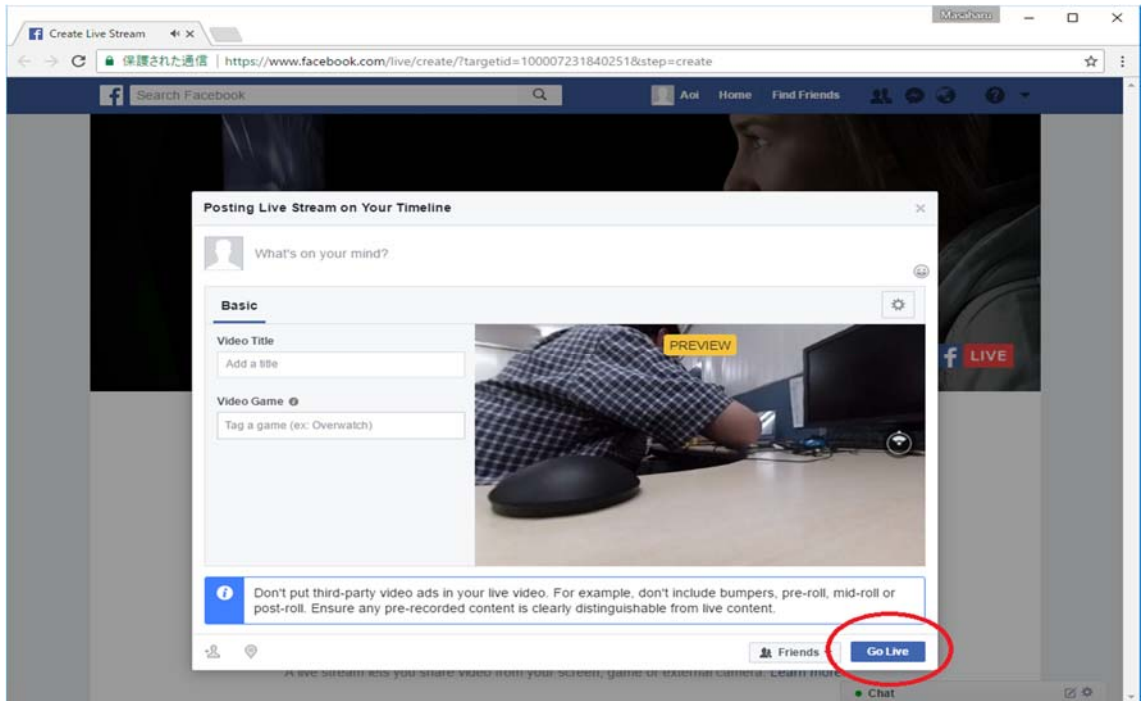 Masaharu
Create Live Stream
保護された通信 | https://www.facebook.com/live/create/?targetid=100007231840251&step=create
Search Facebook
Aoi Home Find Friends
Posting Live Stream on Your Timeline
What's on your mind?
Basic
Video Title
Add a title
Video Game
Tag a game (ex: Overwatch)
PREVIEW
f LIVE
Don't put third-party video ads in your live video. For example, don't include bumpers, pre-roll, mid-roll or
post-roll. Ensure any pre-recorded content is clearly distinguishable from live content.
Friends
Go Live
A live stream lets you share video from your screen, game or external camera. Learn more
Chat